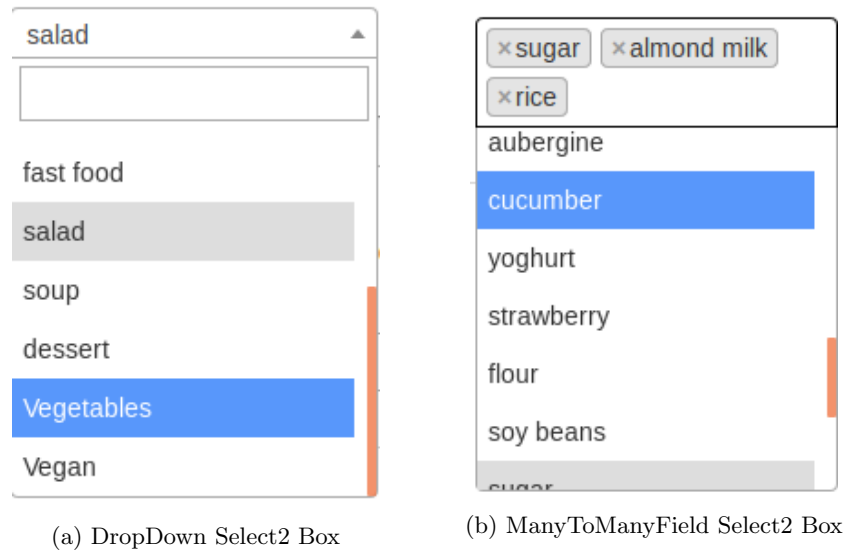 salad
fast food
salad
soup
dessert
Vegetables
Vegan
(a) DropDown Select2 Box
×sugar ×almond milk
×rice
aubergine
cucumber
yoghurt
strawberry
flour
soy beans
sugar
(b) ManyToManyField Select2 Box